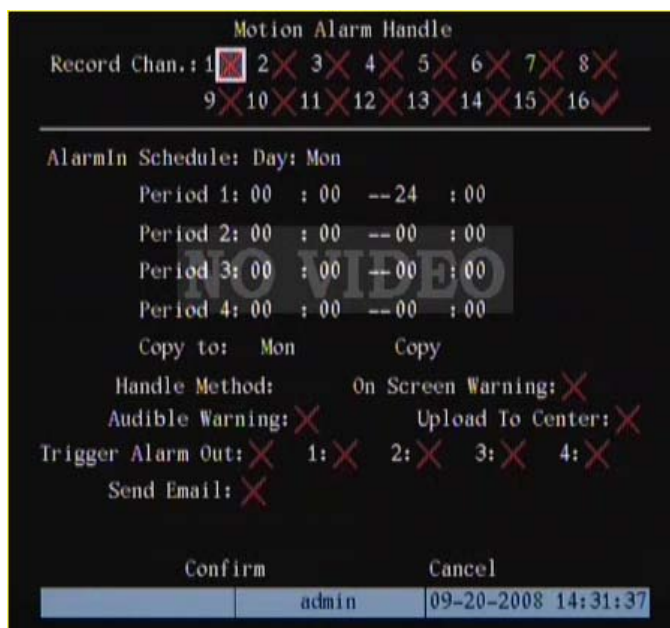 Motion Alarm Handle
Record Chan.: 1 2 3 4 5 6 7 8
9 10 11 12 13 14 15 16
AlarmIn Schedule: Day: Mon
Period 1: 00 : 00 --24 : 00
Period 2: 00 : 00 --00 : 00
Period 3: 00 : 00 --00 : 00
NO VIDEO
Period 4: 00 : 00 --00 : 00
Copy to: Mon Copy
Handle Method: On Screen Warning:
Audible Warning: Upload To Center:
Trigger Alarm Out: 1: 2: 3: 4:
Send Email:
Confirm Cancel
admin 09-20-2008 14:31:37